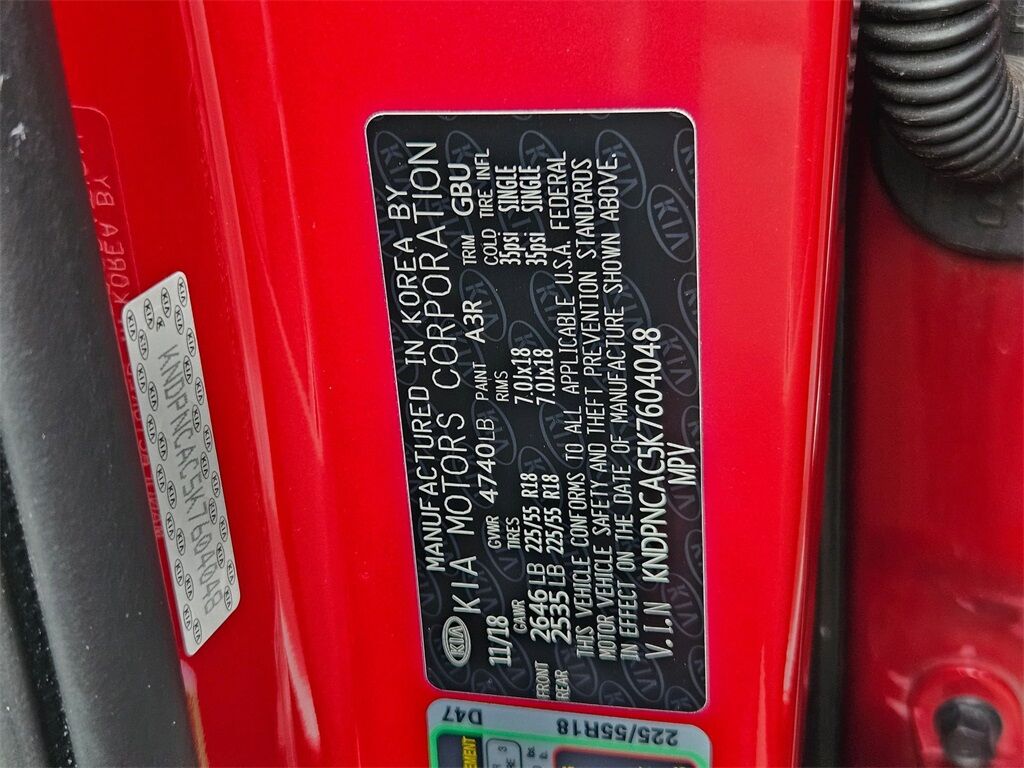 MANUFACTURED IN KOREA BY
KIA KIA MOTORS CORPORATION
11/18 GVWR 4740LB PAINT A3R TRIM GBU
GAWR TIRES RIMS COLD TIRE INFL
FRONT 2646LB 225/55 R18 7.0Jx18 35psi SINGLE
REAR 2535LB 225/55 R18 7.0Jx18 35psi SINGLE
THIS VEHICLE CONFORMS TO ALL APPLICABLE U.S.A. FEDERAL
MOTOR VEHICLE SAFETY AND THEFT PREVENTION STANDARDS
IN EFFECT ON THE DATE OF MANUFACTURE SHOWN ABOVE.
V.I.N KNDPNCAC5K7604048
MPV
KNDPNCAC5K7604048
225/55R18
D47